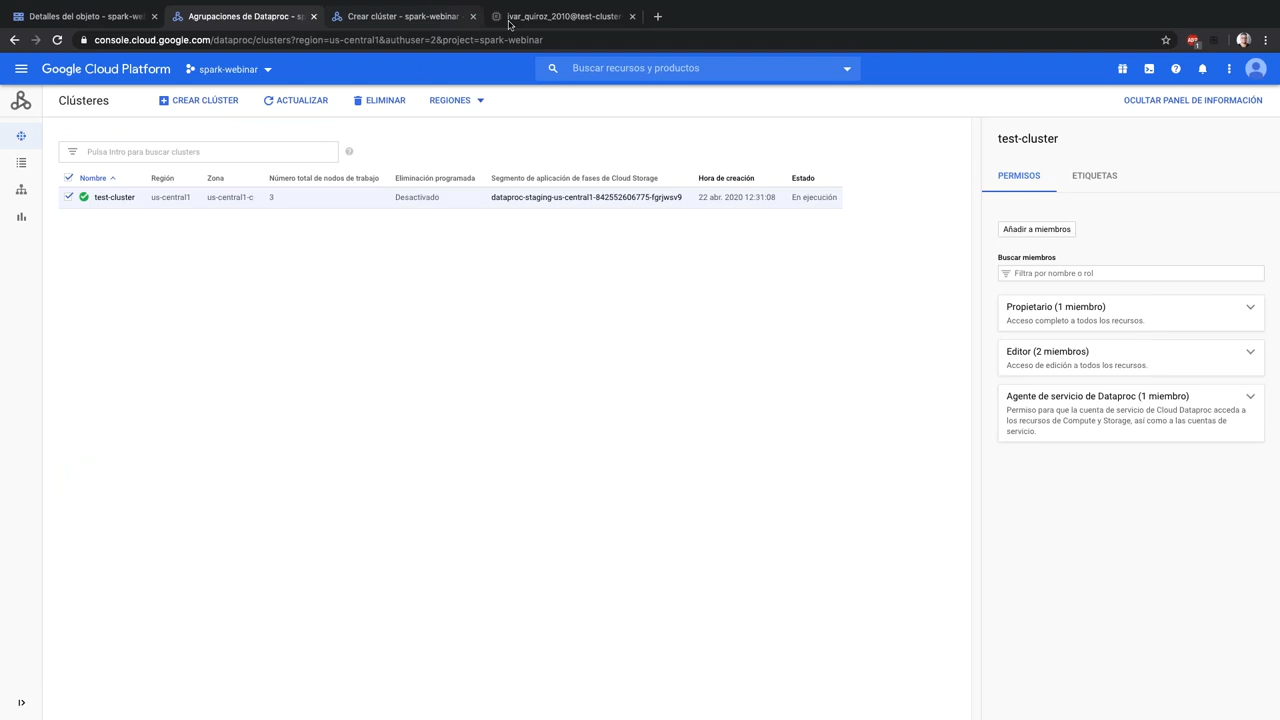 Detalles del objeto - spark-wel
Agrupaciones de Dataproc - s
Crear clúster - spark-webinar
ivar_quiroz_2010@test-cluster
console.cloud.google.com/dataproc/clusters?region=us-central1&authuser=2&project=spark-webinar
1
Google Cloud Platform
spark-webinar
Buscar recursos y productos
Clústeres
CREAR CLÚSTER
ACTUALIZAR
ELIMINAR
REGIONES
OCULTAR PANEL DE INFORMACIÓN
Pulsa Intro para buscar clusters
Nombre Región Zona Número total de nodos de trabajo Eliminación programada Segmento de aplicación de fases de Cloud Storage Hora de creación Estado
test-cluster us-central1 us-central1-c 3 Desactivado dataproc-staging-us-central1-842552606775-fgrjwsv9 22 abr. 2020 12:31:08 En ejecución
test-cluster
PERMISOS ETIQUETAS
Añadir a miembros
Buscar miembros
Filtra por nombre o rol
Propietario (1 miembro)
Acceso completo a todos los recursos.
Editor (2 miembros)
Acceso de edición a todos los recursos.
Agente de servicio de Dataproc (1 miembro)
Permiso para que la cuenta de servicio de Cloud Dataproc acceda a
los recursos de Compute y Storage, así como a las cuentas de
servicio.